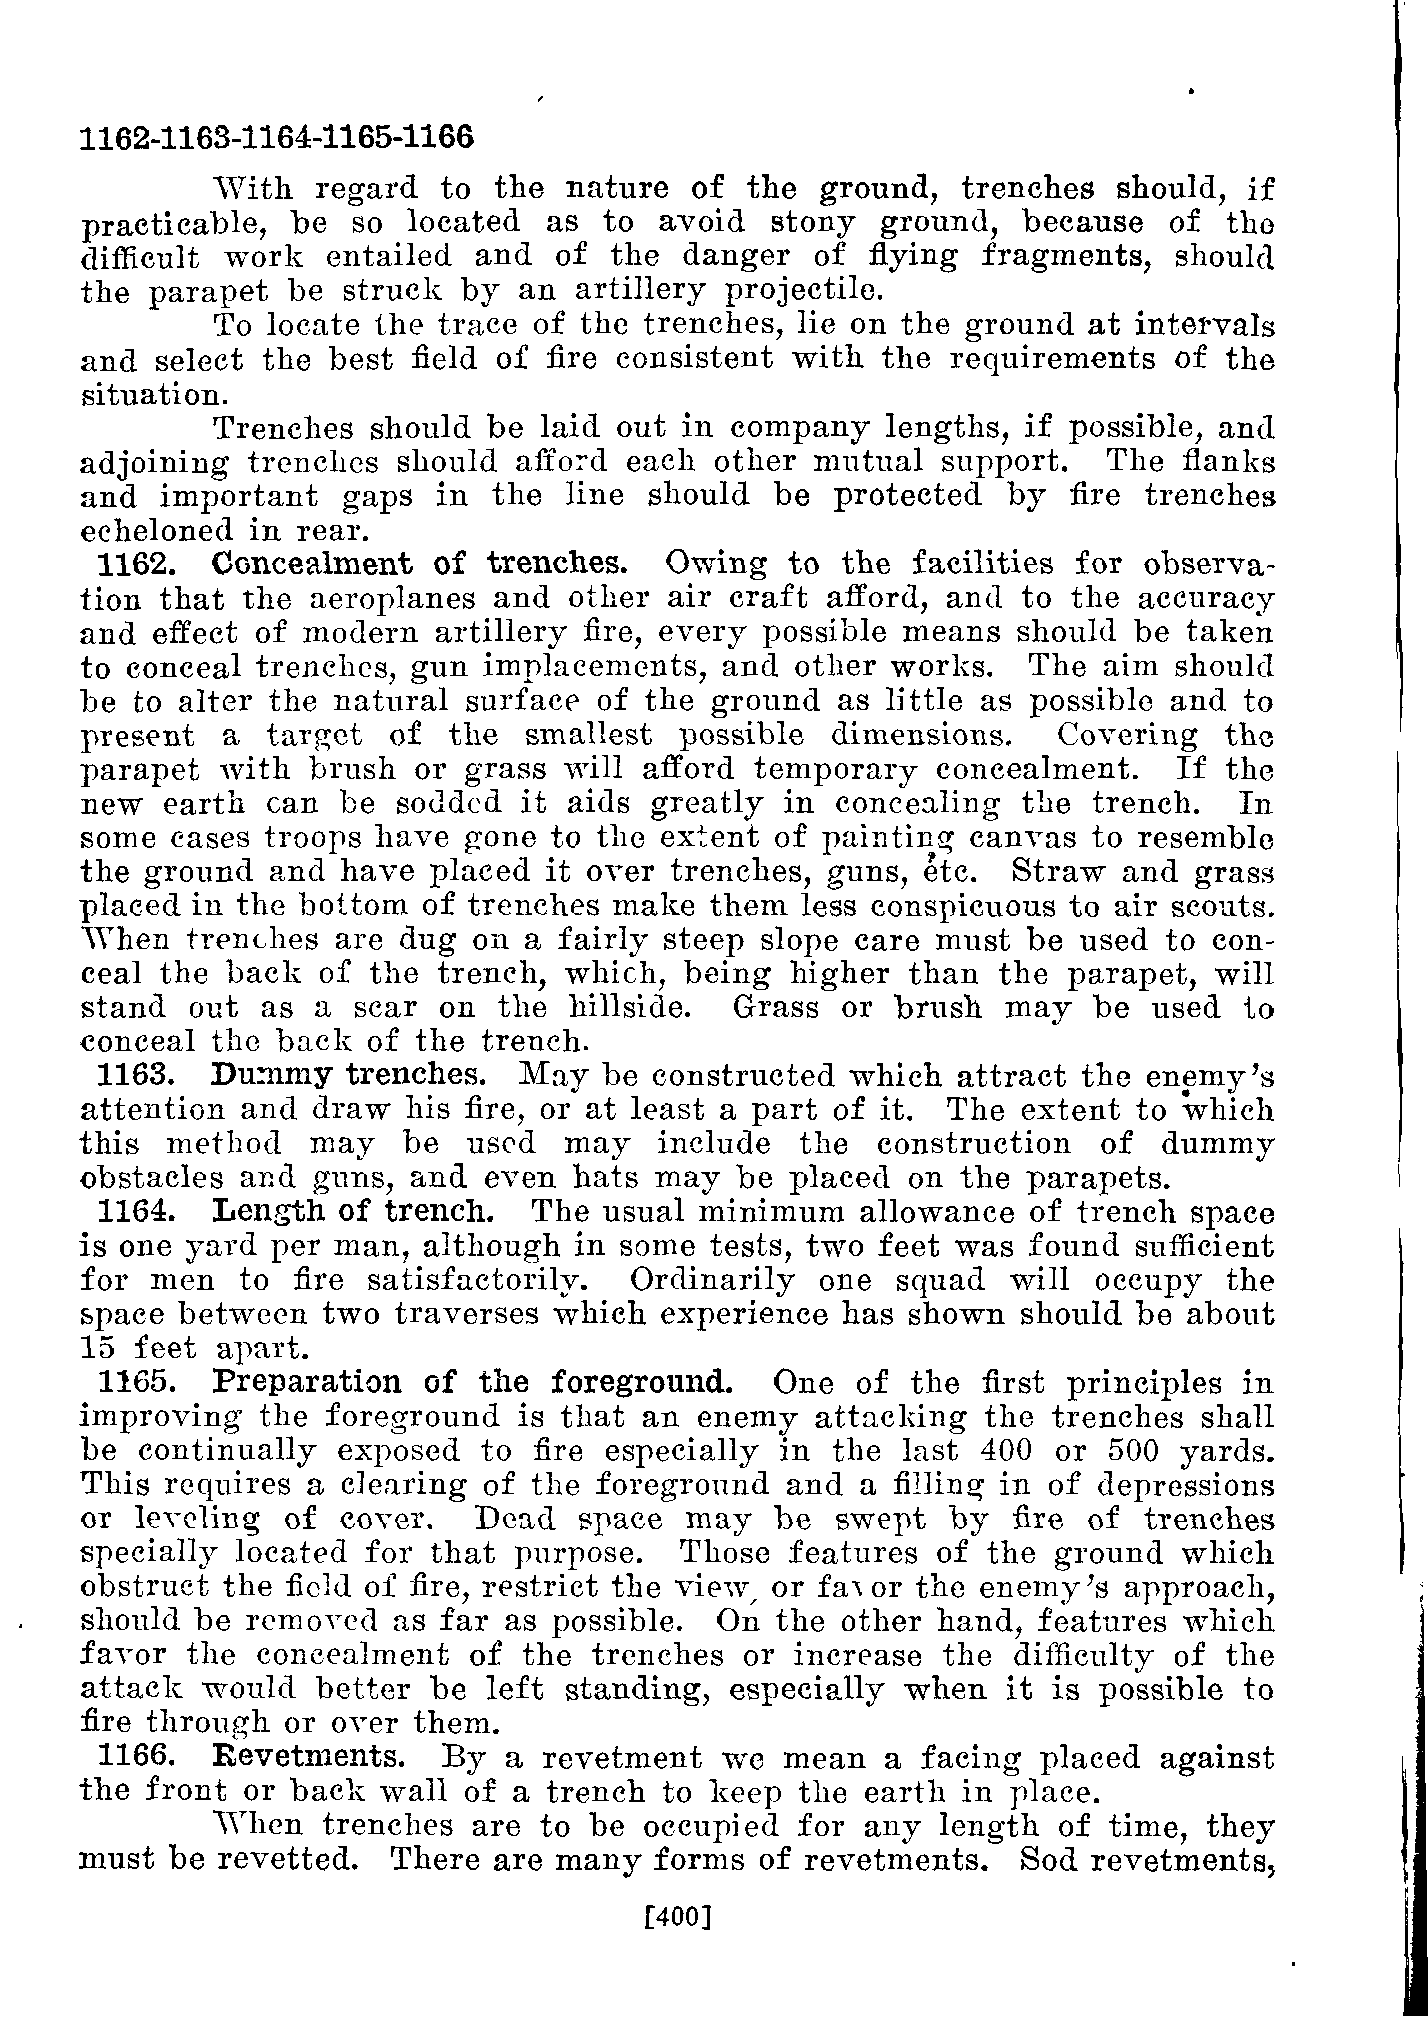 1162-1163-1164-1165-1166
With regard to the nature of the ground, trenches should, if
practicable, be so located as to avoid stony ground, because of the
difficult work entailed and of the danger of flying fragments, should
the parapet be struck by an artillery projectile.
To locate the trace of the trenches, lie on the ground at intervals
and select the best field of fire consistent with the requirements of the
situation.
Trenches should be laid out in company lengths, if possible, and
adjoining trenches should afford each other mutual support. The flanks
and important gaps in the line should be protected by fire trenches
echeloned in rear.
1162. Concealment of trenches. Owing to the facilities for observa-
tion that the aeroplanes and other air craft afford, and to the accuracy
and effect of modern artillery fire, every possible means should be taken
to conceal trenches, gun implacements, and other works. The aim should
be to alter the natural surface of the ground as little as possible and to
present a target of the smallest possible dimensions. Covering the
parapet with brush or grass will afford temporary concealment. If the
new earth can be sodded it aids greatly in concealing the trench. In
some cases troops have gone to the extent of painting canvas to resemble
the ground and have placed it over trenches, guns, etc. Straw and grass
placed in the bottom of trenches make them less conspicuous to air scouts.
When trenches are dug on a fairly steep slope care must be used to con-
ceal the back of the trench, which, being higher than the parapet, will
stand out as a scar on the hillside. Grass or brush may be used to
conceal the back of the trench.
1163. Dummy trenches. May be constructed which attract the enemy's
attention and draw his fire, or at least a part of it. The extent to which
this method may be used may include the construction of dummy
obstacles and guns, and even hats may be placed on the parapets.
1164. Length of trench. The usual minimum allowance of trench space
is one yard per man, although in some tests, two feet was found sufficient
for men to fire satisfactorily. Ordinarily one squad will occupy the
space between two traverses which experience has shown should be about
15 feet apart.
1165. Preparation of the foreground. One of the first principles in
improving the foreground is that an enemy attacking the trenches shall
be continually exposed to fire especially in the last 400 or 500 yards.
This requires a clearing of the foreground and a filling in of depressions
or leveling of cover. Dead space may be swept by fire of trenches
specially located for that purpose. Those features of the ground which
obstruct the field of fire, restrict the view, or favor the enemy's approach,
should be removed as far as possible. On the other hand, features which
favor the concealment of the trenches or increase the difficulty of the
attack would better be left standing, especially when it is possible to
fire through or over them.
1166. Revetments. By a revetment we mean a facing placed against
the front or back wall of a trench to keep the earth in place.
When trenches are to be occupied for any length of time, they
must be revetted. There are many forms of revetments. Sod revetments,
[400]